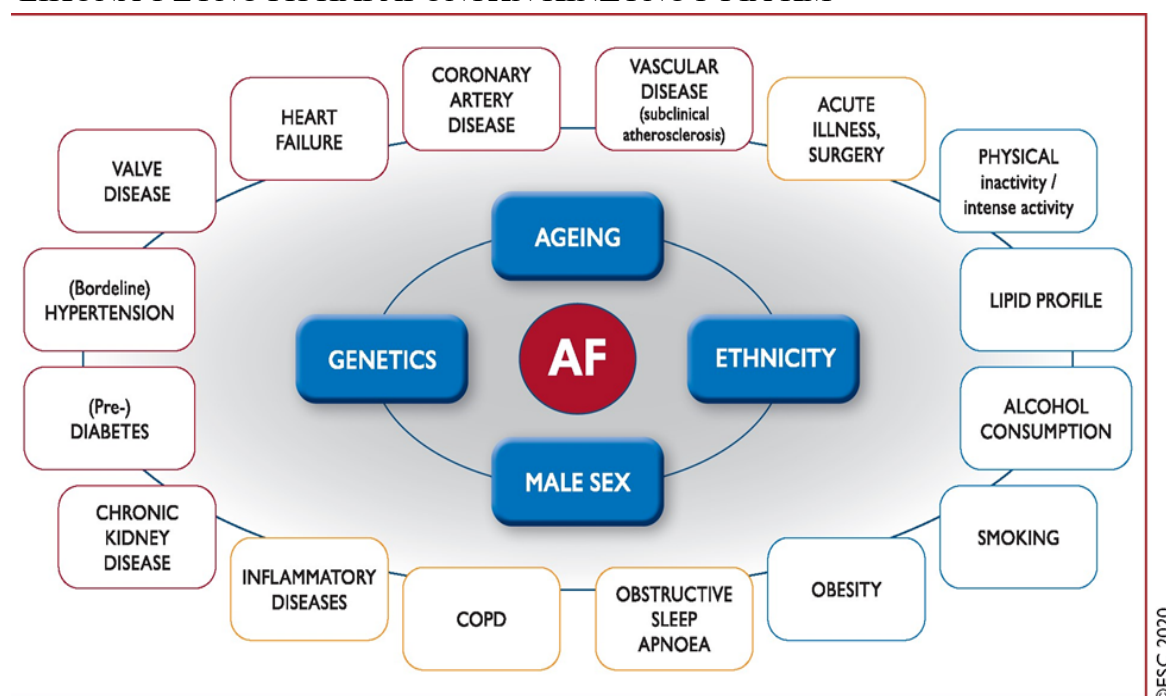 CORONARY
ARTERY
DISEASE
VASCULAR
DISEASE
(subclinical
atherosclerosis)
HEART
FAILURE
ACUTE
ILLNESS,
SURGERY
VALVE
DISEASE
PHYSICAL
inactivity /
intense activity
AGEING
(Bordeline)
HYPERTENSION
LIPID PROFILE
GENETICS
AF
ETHNICITY
(Pre-)
DIABETES
ALCOHOL
CONSUMPTION
MALE SEX
CHRONIC
KIDNEY
DISEASE
SMOKING
INFLAMMATORY
DISEASES
COPD
OBSTRUCTIVE
SLEEP
APNOEA
OBESITY
©ESC 2020